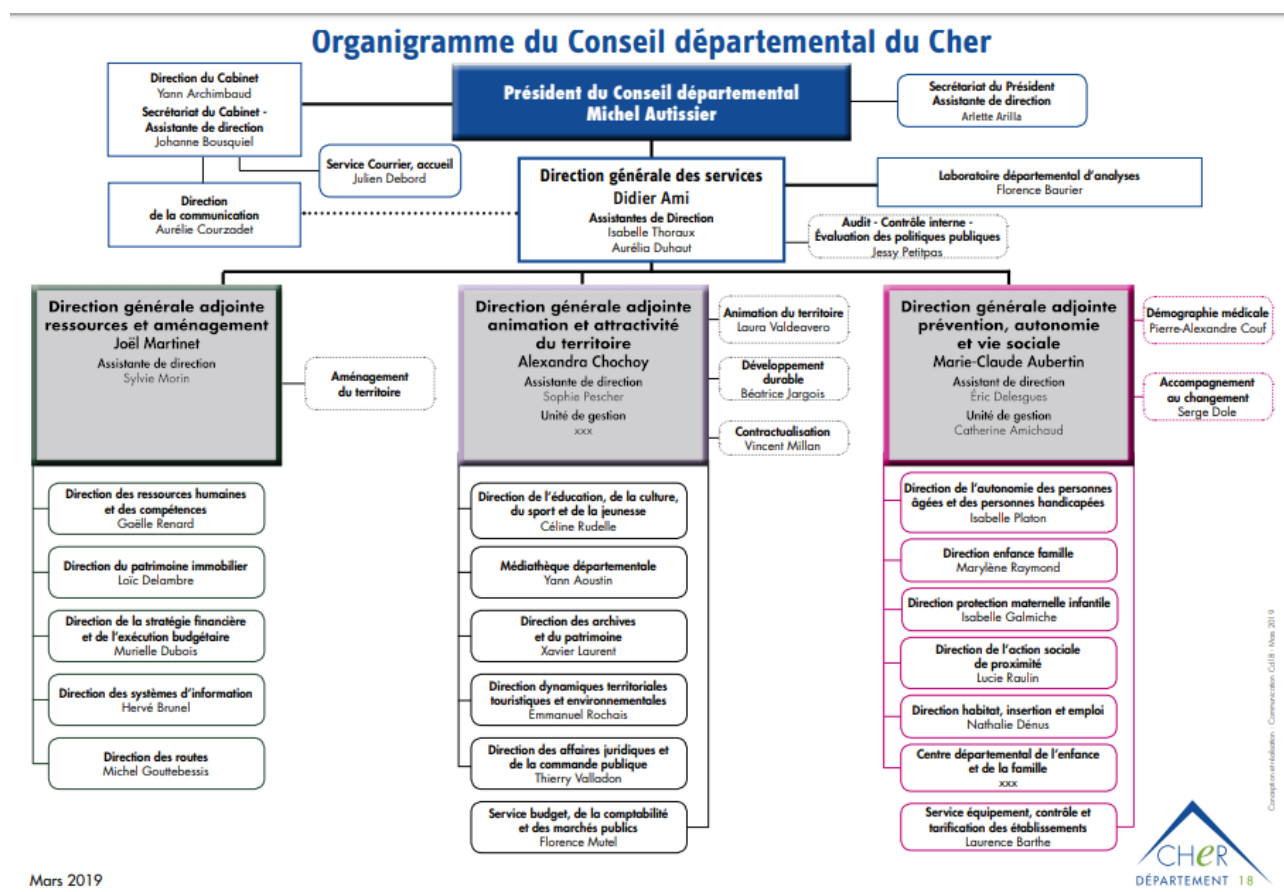 Organigramme du Conseil départemental du Cher
Direction du Cabinet
Yann Archimbaud
Secrétariat du Cabinet -
Assistante de direction
Johanne Bousquiel
Président du Conseil départemental
Michel Autissier
Secrétariat du Président
Assistante de direction
Arlette Arilla
Service Courrier, accueil
Julien Debord
Direction générale des services
Didier Ami
Assistantes de Direction
Isabelle Thoraux
Aurélia Duhaut
Laboratoire départemental d'analyses
Florence Baurier
Direction
de la communication
Aurélie Courzadet
Audit - Contrôle interne -
Évaluation des politiques publiques
Jessy Petitpas
Direction générale adjointe
ressources et aménagement
Joël Martinet
Assistante de direction
Sylvie Morin
Aménagement
du territoire
Direction générale adjointe
animation et attractivité
du territoire
Alexandra Chochoy
Assistante de direction
Sophie Pescher
Unité de gestion
xxx
Animation du territoire
Laura Valdeavero
Développement
durable
Béatrice Jargois
Contractualisation
Vincent Millan
Direction générale adjointe
prévention, autonomie
et vie sociale
Marie-Claude Aubertin
Assistant de direction
Éric Delesgues
Unité de gestion
Catherine Amichaud
Démographie médicale
Pierre-Alexandre Couf
Accompagnement
au changement
Serge Dole
Direction des ressources humaines
et des compétences
Gaëlle Renard
Direction du patrimoine immobilier
Loïc Delambre
Direction de la stratégie financière
et de l'exécution budgétaire
Murielle Dubois
Direction des systèmes d'information
Hervé Brunel
Direction des routes
Michel Gouttebessis
Direction de l'éducation, de la culture,
du sport et de la jeunesse
Céline Rudelle
Médiathèque départementale
Yann Aoustin
Direction des archives
et du patrimoine
Xavier Laurent
Direction dynamiques territoriales
touristiques et environnementales
Emmanuel Rochais
Direction des affaires juridiques et
de la commande publique
Thierry Valladon
Service budget, de la comptabilité
et des marchés publics
Florence Mutel
Direction de l'autonomie des personnes
âgées et des personnes handicapées
Isabelle Platon
Direction enfance famille
Marylène Raymond
Direction protection maternelle infantile
Isabelle Galmiche
Direction de l'action sociale
de proximité
Lucie Raulin
Direction habitat, insertion et emploi
Nathalie Dénus
Centre départemental de l'enfance
et de la famille
xxx
Service équipement, contrôle et
tarification des établissements
Laurence Barthe
Conception et réalisation - Communication Cd18 - Mars 2019
CHeR
DÉPARTEMENT 18
Mars 2019